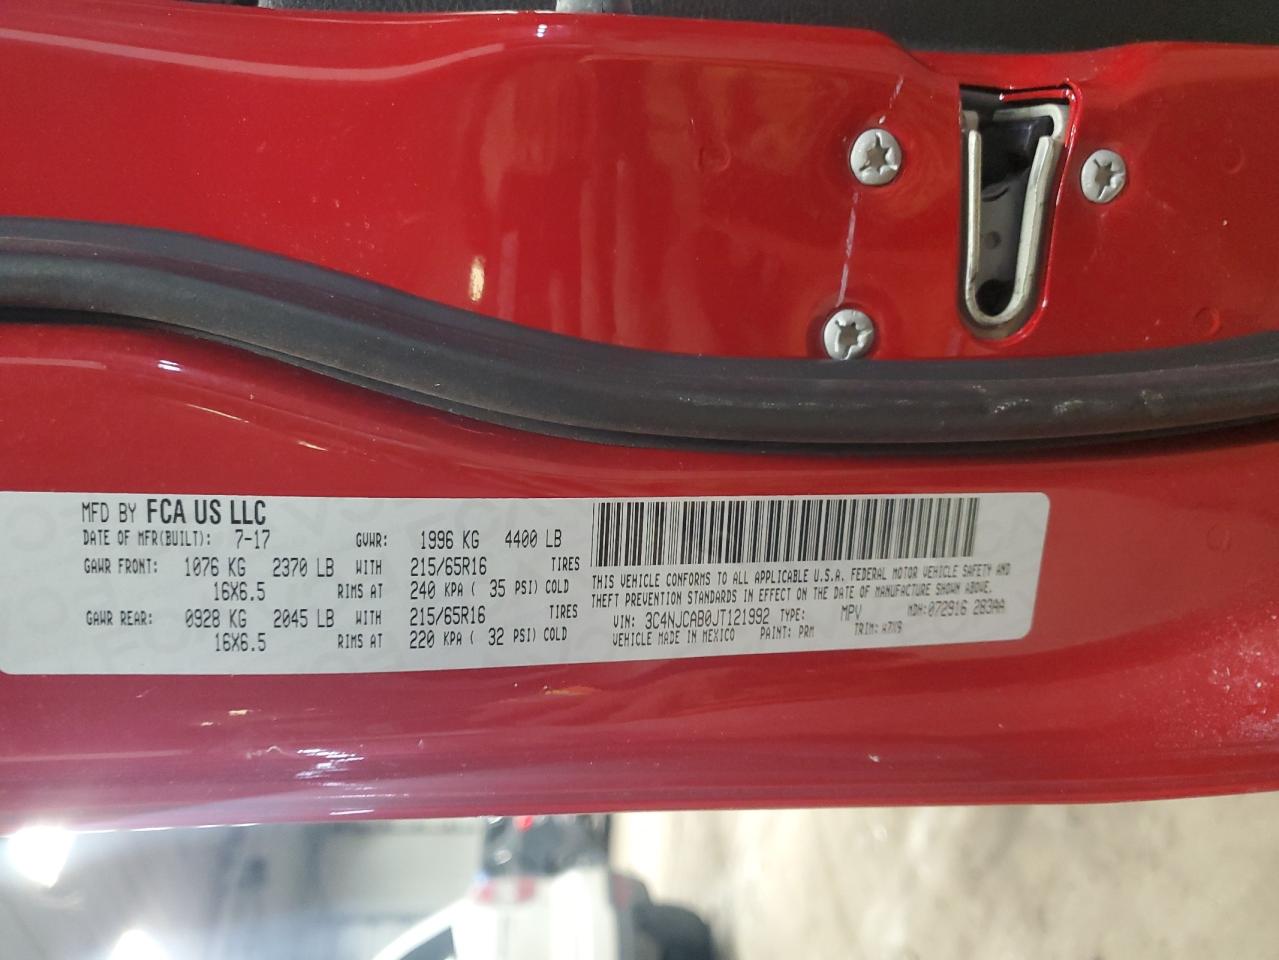 MFD BY FCA US LLC
DATE OF MFR(BUILT): 7-17 GVWR: 1996 KG 4400 LB
GAWR FRONT: 1076 KG 2370 LB WITH 215/65R16 TIRES
16X6.5 RIMS AT 240 KPA ( 35 PSI) COLD
GAWR REAR: 0928 KG 2045 LB WITH 215/65R16 TIRES
16X6.5 RIMS AT 220 KPA ( 32 PSI) COLD
THIS VEHICLE CONFORMS TO ALL APPLICABLE U.S.A. FEDERAL MOTOR VEHICLE SAFETY AND
THEFT PREVENTION STANDARDS IN EFFECT ON THE DATE OF MANUFACTURE SHOWN ABOVE.
VIN: 3C4NJCAB0JT121992 TYPE: MPV MDH: 072916 283AA
VEHICLE MADE IN MEXICO PAINT: PRM TRIM: A7X9